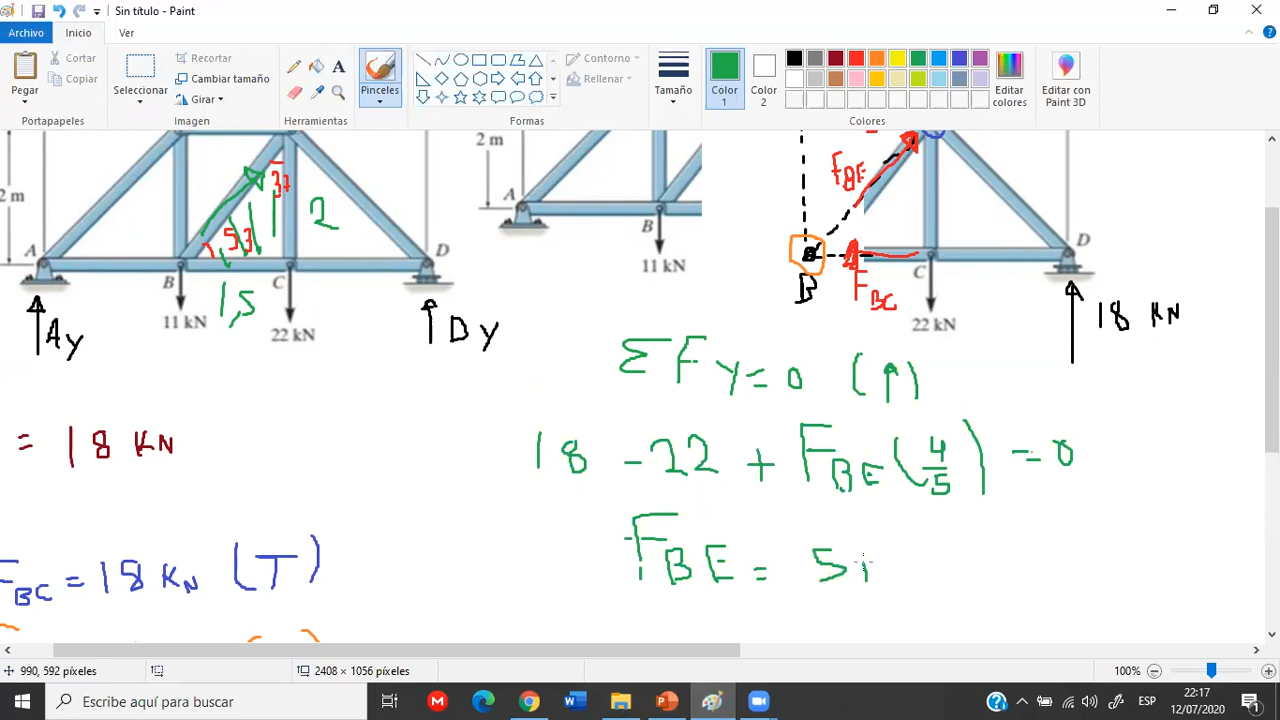 Sin título - Paint
Archivo
Inicio
Ver
Pegar
Cortar
Copiar
Portapapeles
Seleccionar
Recortar
Cambiar tamaño
Girar
Imagen
Herramientas
Pinceles
Contorno
Rellenar
Formas
Tamaño
Color 1
Color 2
Colores
Editar colores
Editar con Paint 3D
2 m
A
B
C
D
37
53
2
1,5
11 kN
22 kN
Ay
Dy
2 m
A
B
11 kN
FBE
B
FBC
C
D
22 kN
18 KN
ΣFy=0 (↑)
= 18 KN
18 - 22 + FBE (4/5) = 0
FBC = 18 KN (T)
FBE = 5
990, 592 píxeles
2408 × 1056 píxeles
100%
Escribe aquí para buscar
ESP
22:17
12/07/2020